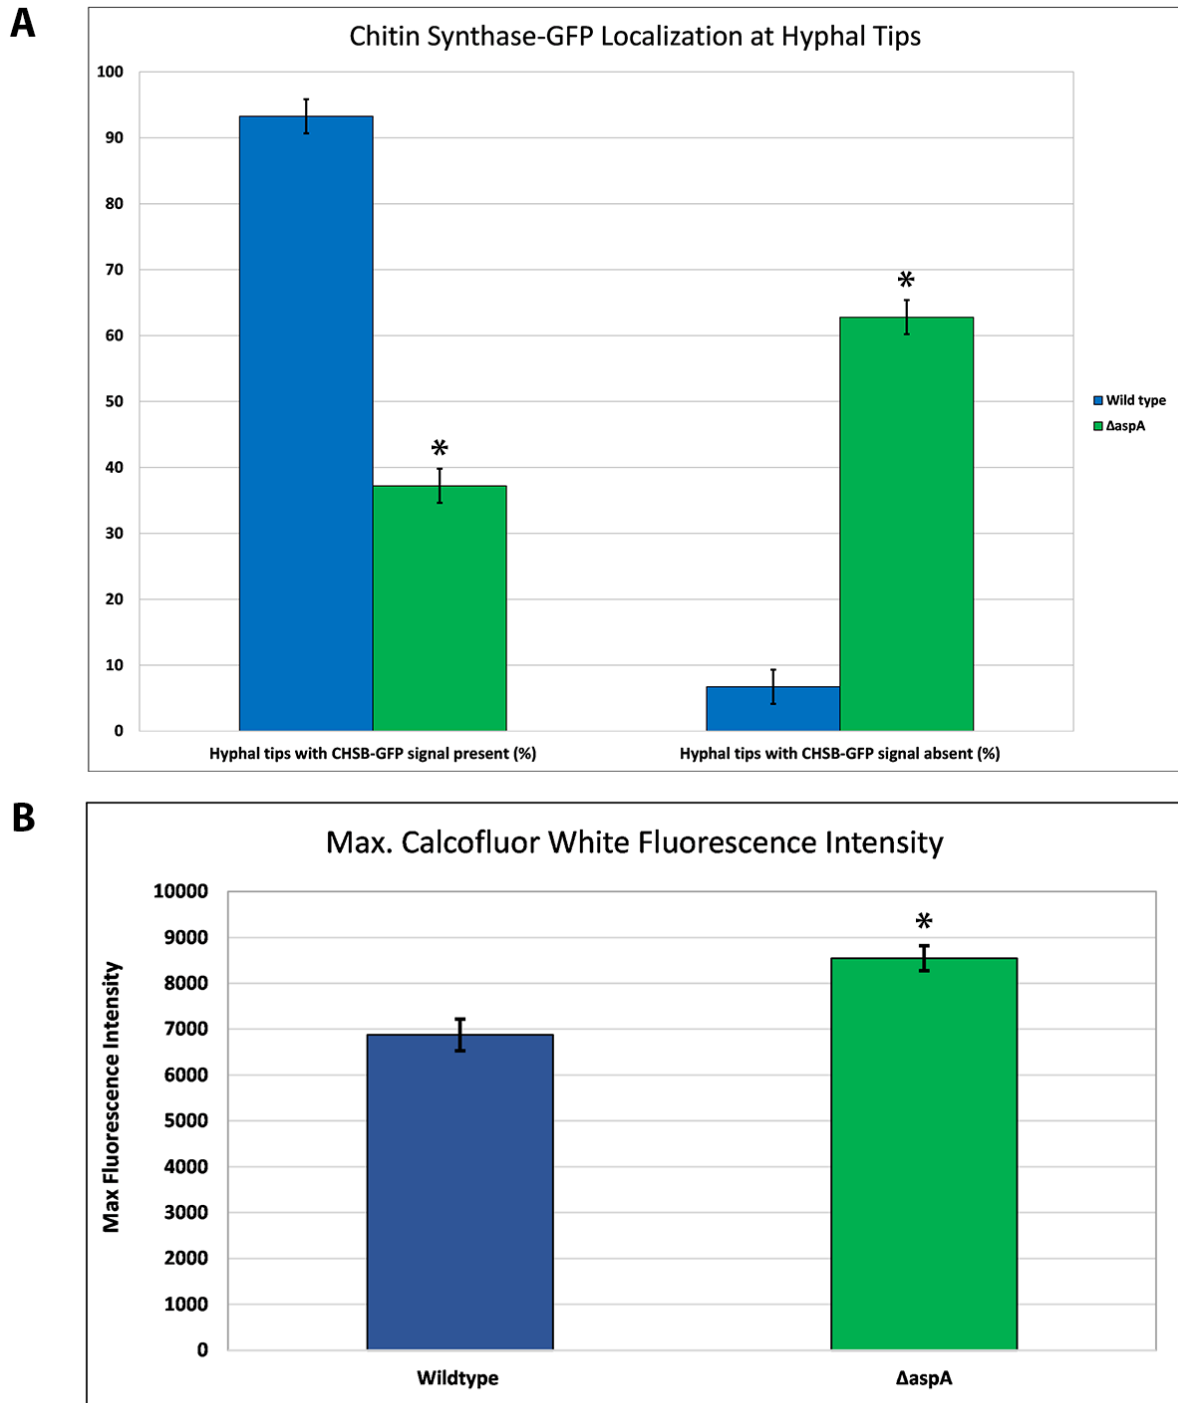 A
Chitin Synthase-GFP Localization at Hyphal Tips
100
90
80
70
60
50
40
30
20
10
0
*
*
Hyphal tips with CHSB-GFP signal present (%)
Hyphal tips with CHSB-GFP signal absent (%)
Wild type
ΔaspA
B
Max. Calcofluor White Fluorescence Intensity
Max Fluorescence Intensity
10000
9000
8000
7000
6000
5000
4000
3000
2000
1000
0
*
Wildtype
ΔaspA